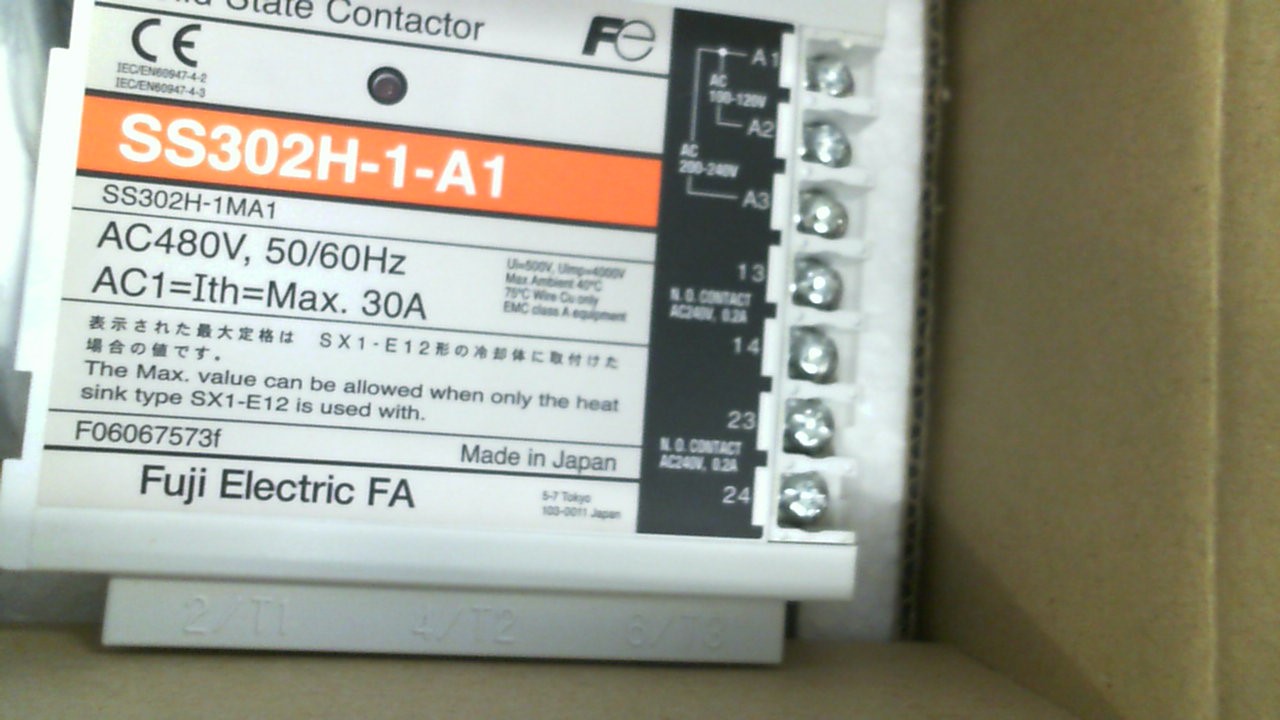 State Contactor
Fe
CE
IEC/EN60947-4-2
IEC/EN60947-4-3
SS302H-1-A1
SS302H-1MA1
AC480V, 50/60Hz
AC1=Ith=Max. 30A
Ui=500V, Uimp=4000V
Max.Ambient 40°C
75°C Wire Cu only
EMC class A equipment
表示された最大定格は SX1-E12形の冷却体に取付けた
場合の値です。
The Max. value can be allowed when only the heat
sink type SX1-E12 is used with.
F06067573f
Made in Japan
Fuji Electric FA
5-7 Tokyo
103-0011 Japan
A1
AC
100-120V
A2
AC
200-240V
A3
13
N.O.CONTACT
AC240V, 0.2A
14
23
N.O.CONTACT
AC240V, 0.2A
24
2/T1 4/T2 6/T3